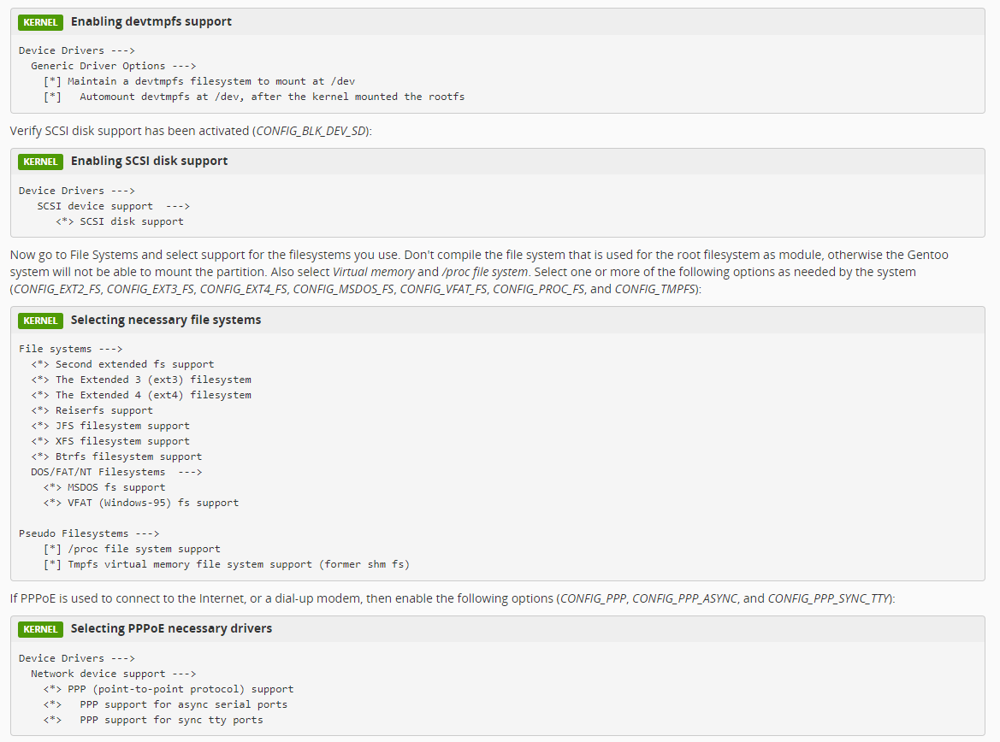 KERNEL Enabling devtmpfs support
Device Drivers --->
  Generic Driver Options --->
    [*] Maintain a devtmpfs filesystem to mount at /dev
    [*]   Automount devtmpfs at /dev, after the kernel mounted the rootfs
Verify SCSI disk support has been activated (CONFIG_BLK_DEV_SD):
KERNEL Enabling SCSI disk support
Device Drivers --->
   SCSI device support  --->
      <*> SCSI disk support
Now go to File Systems and select support for the filesystems you use. Don't compile the file system that is used for the root filesystem as module, otherwise the Gentoo
system will not be able to mount the partition. Also select Virtual memory and /proc file system. Select one or more of the following options as needed by the system
(CONFIG_EXT2_FS, CONFIG_EXT3_FS, CONFIG_EXT4_FS, CONFIG_MSDOS_FS, CONFIG_VFAT_FS, CONFIG_PROC_FS, and CONFIG_TMPFS):
KERNEL Selecting necessary file systems
File systems --->
  <*> Second extended fs support
  <*> The Extended 3 (ext3) filesystem
  <*> The Extended 4 (ext4) filesystem
  <*> Reiserfs support
  <*> JFS filesystem support
  <*> XFS filesystem support
  <*> Btrfs filesystem support
  DOS/FAT/NT Filesystems  --->
    <*> MSDOS fs support
    <*> VFAT (Windows-95) fs support
Pseudo Filesystems --->
    [*] /proc file system support
    [*] Tmpfs virtual memory file system support (former shm fs)
If PPPoE is used to connect to the Internet, or a dial-up modem, then enable the following options (CONFIG_PPP, CONFIG_PPP_ASYNC, and CONFIG_PPP_SYNC_TTY):
KERNEL Selecting PPPoE necessary drivers
Device Drivers --->
  Network device support --->
    <*> PPP (point-to-point protocol) support
    <*>   PPP support for async serial ports
    <*>   PPP support for sync tty ports